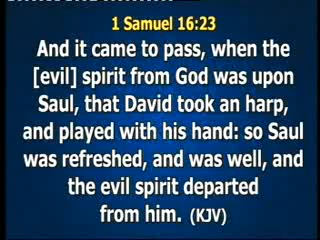 1 Samuel 16:23
And it came to pass, when the
[evil] spirit from God was upon
Saul, that David took an harp,
and played with his hand: so Saul
was refreshed, and was well, and
the evil spirit departed
from him. (KJV)